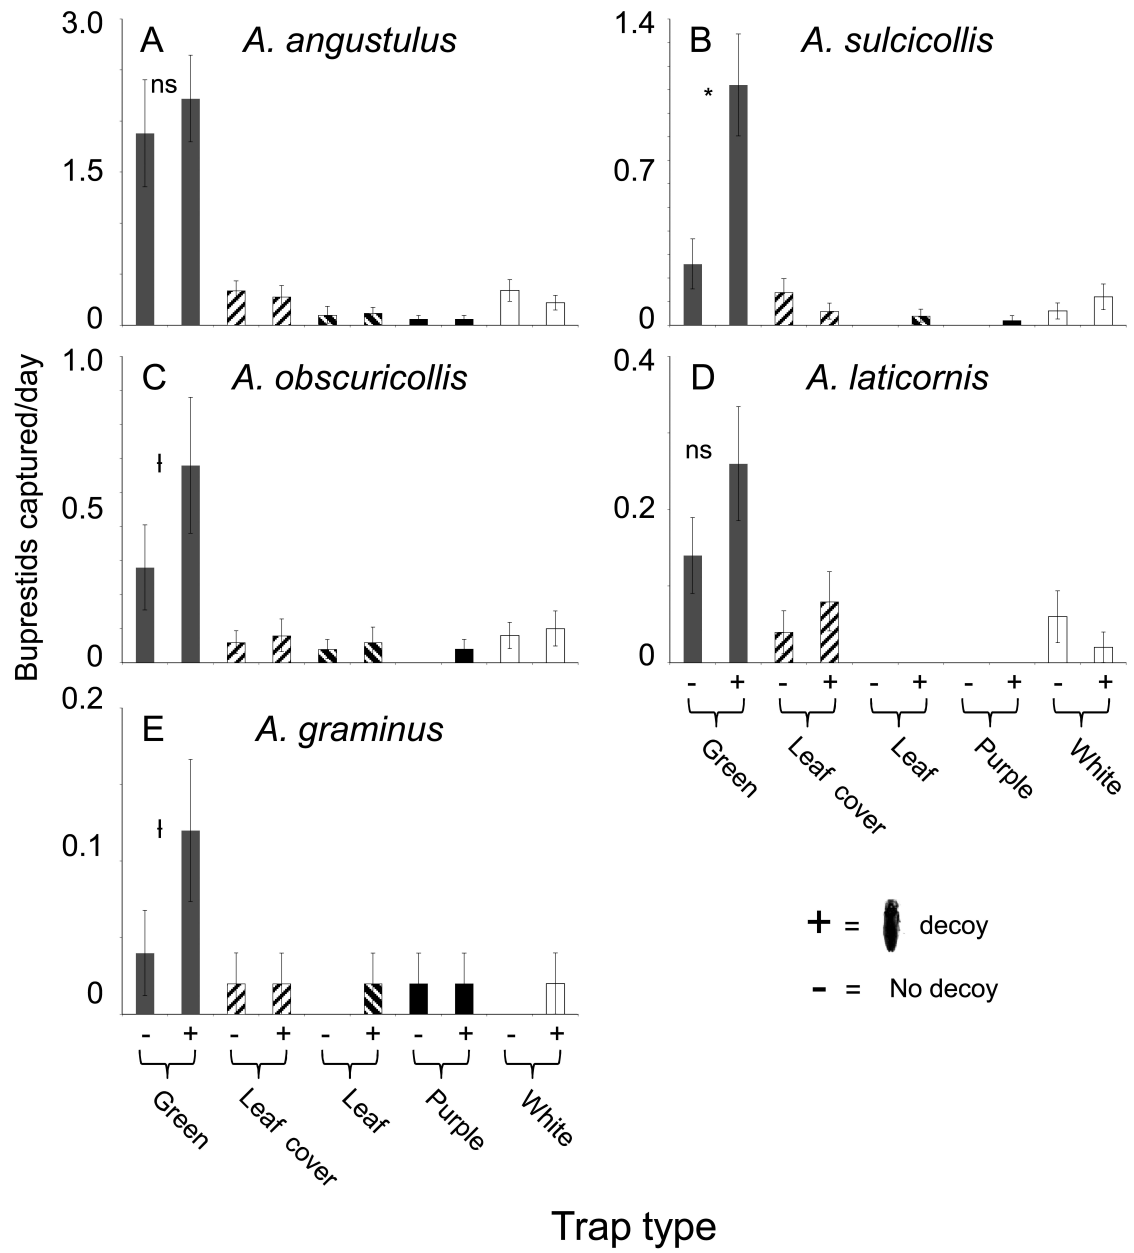 Buprestids captured/day
3.0
A
A. angustulus
ns
1.5
0
1.4
B
A. sulcicollis
*
0.7
0
1.0
C
A. obscuricollis
ƚ
0.5
0
0.4
D
A. laticornis
ns
0.2
0
- + - + - + - + - +
Green
Leaf cover
Leaf
Purple
White
0.2
E
A. graminus
ƚ
0.1
0
- + - + - + - + - +
Green
Leaf cover
Leaf
Purple
White
+ = decoy
- = No decoy
Trap type